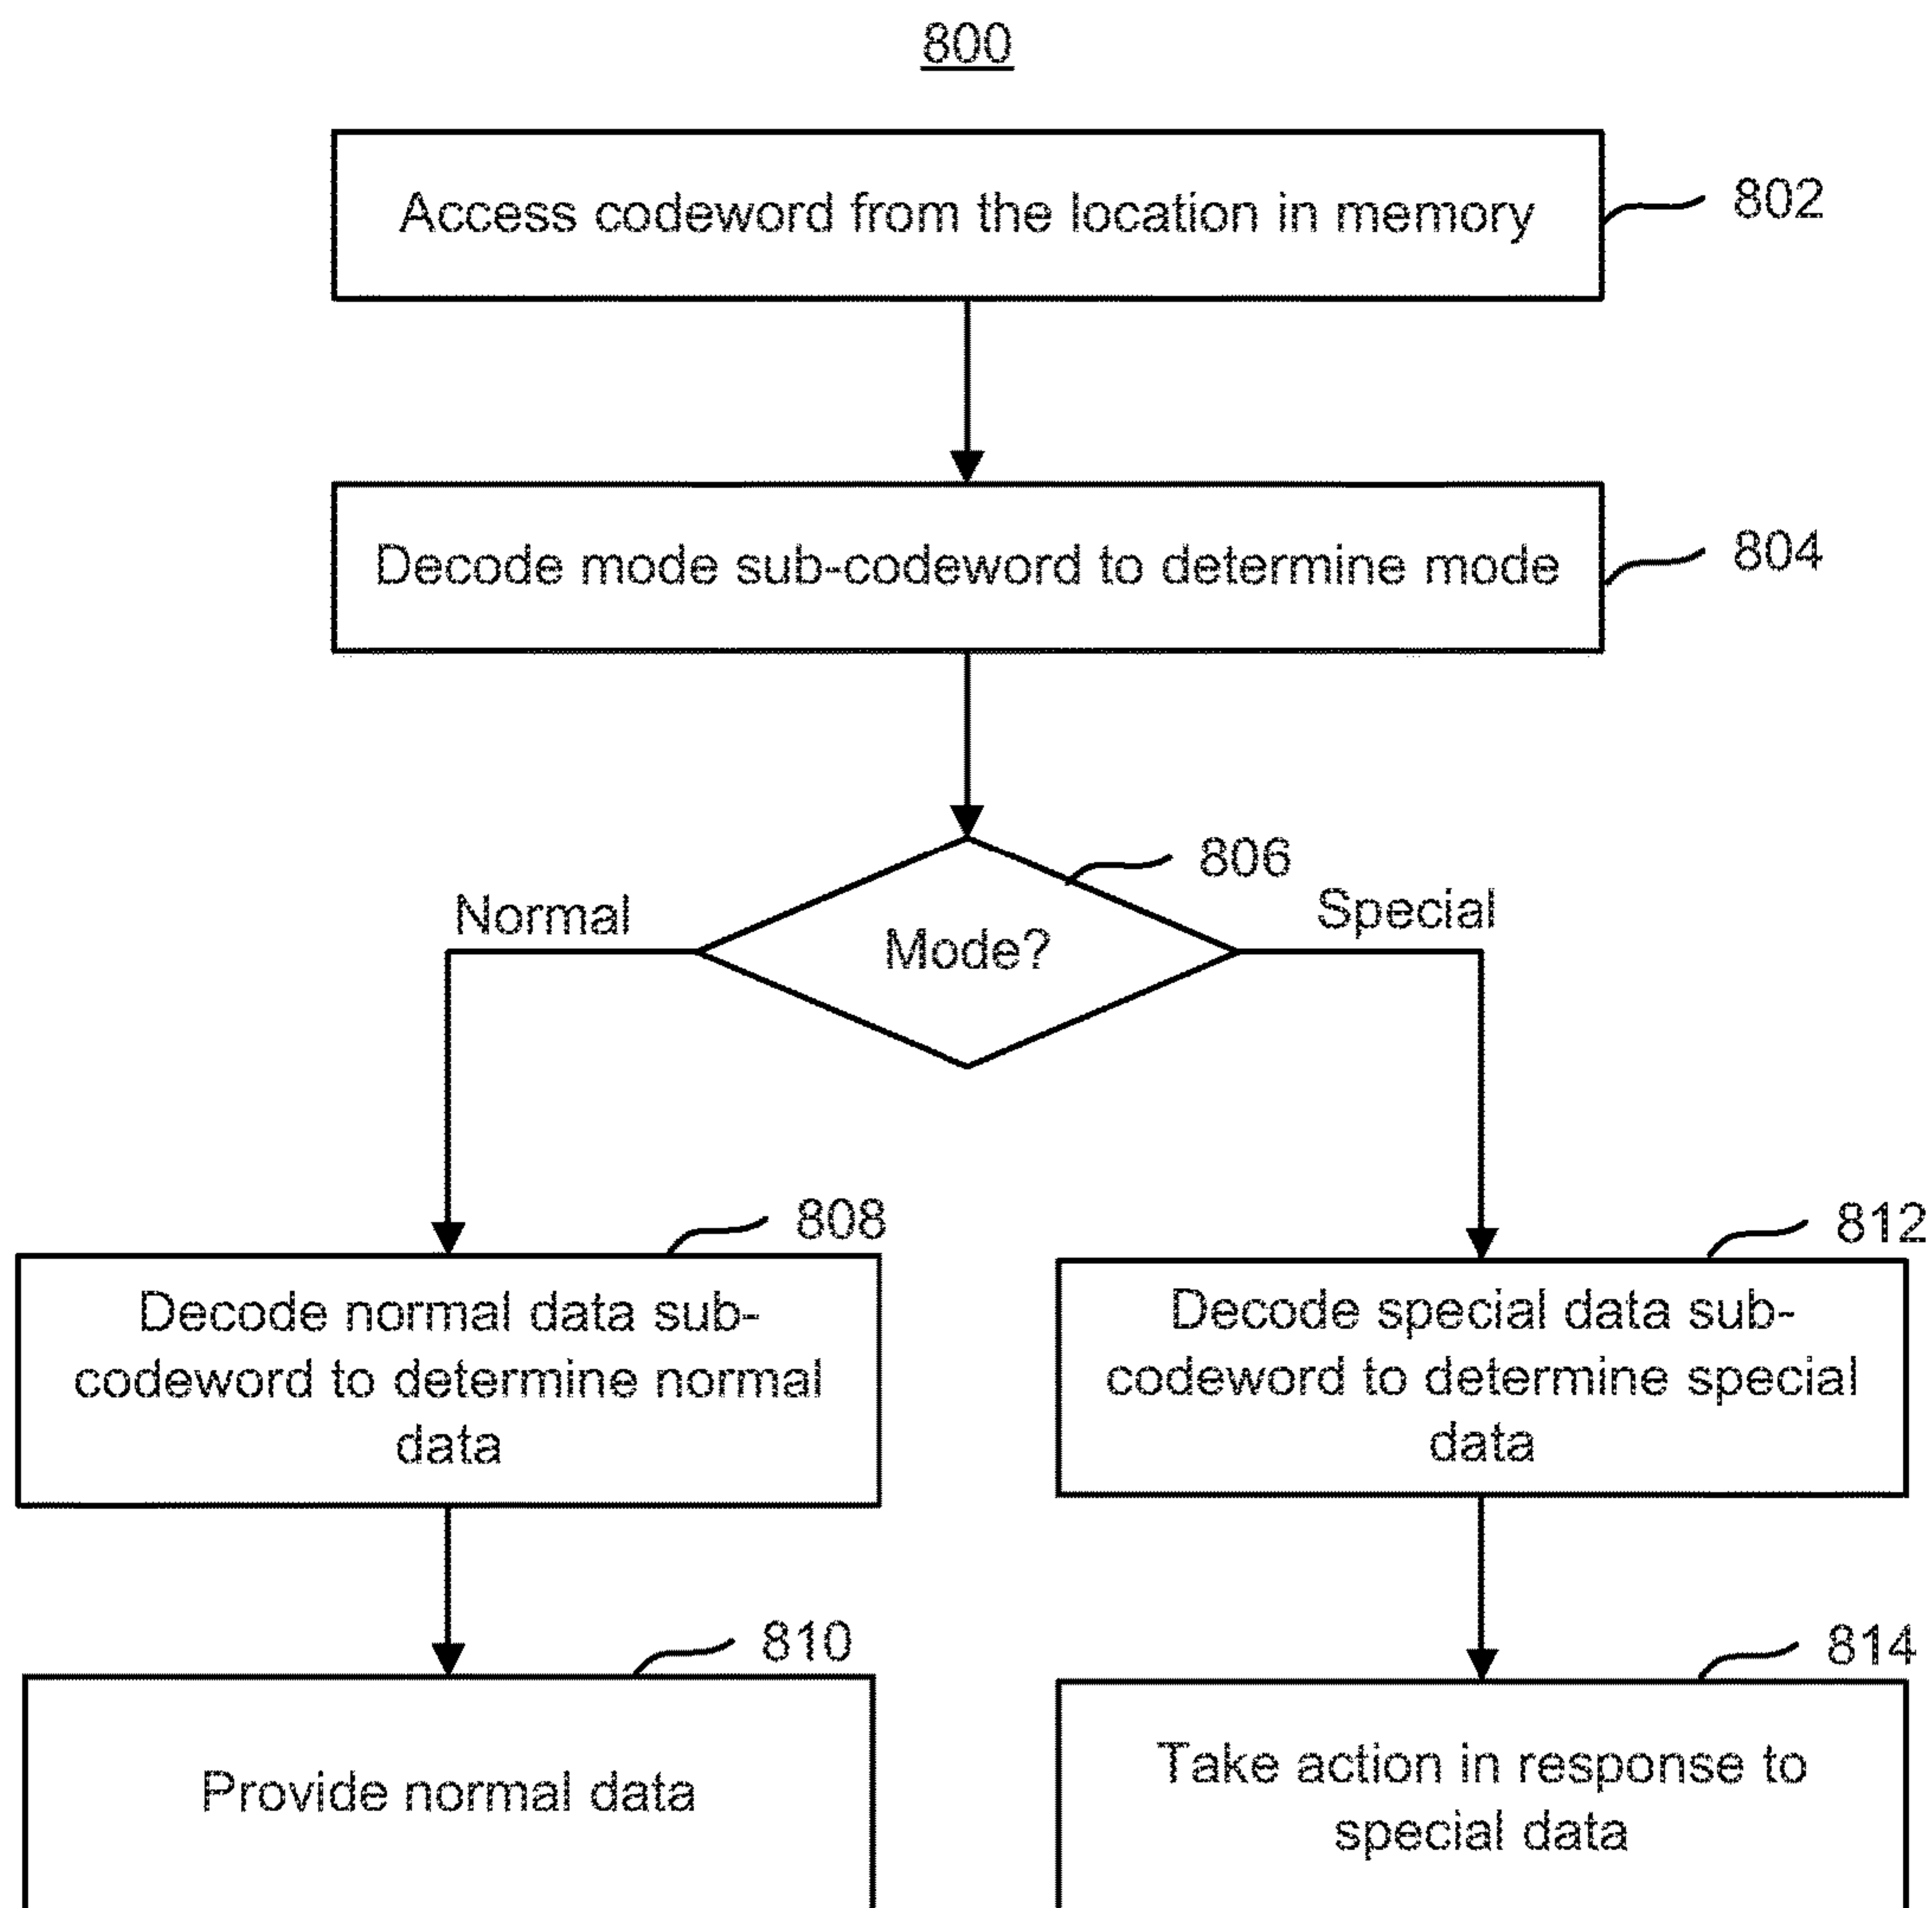 800
Access codeword from the location in memory
802
Decode mode sub-codeword to determine mode
804
806
Normal
Mode?
Special
808
Decode normal data sub-
codeword to determine normal
data
812
Decode special data sub-
codeword to determine special
data
810
Provide normal data
814
Take action in response to
special data